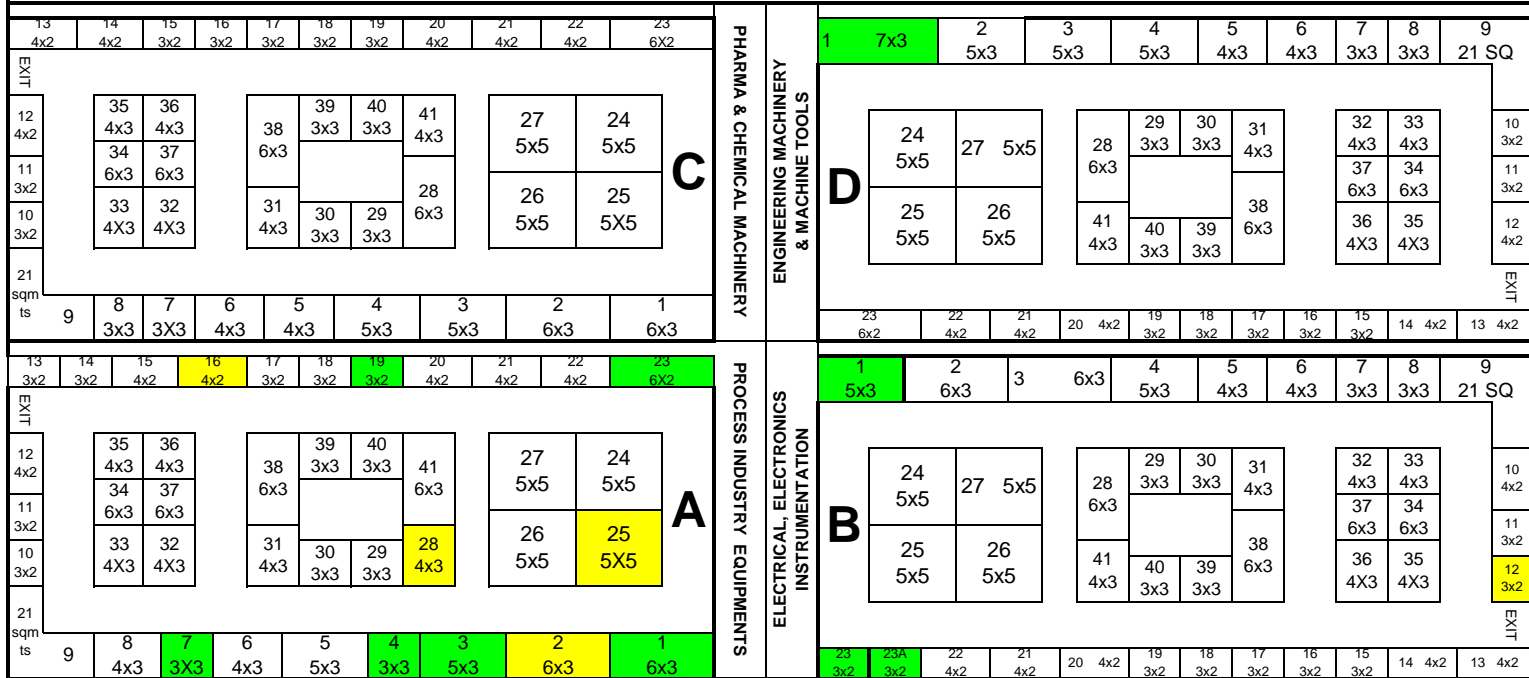 13 14 15 16 17 18 19 20 21 22 23
4x2 4x2 3x2 3x2 3x2 3x2 3x2 4x2 4x2 4x2 6X2
EXIT
12
4x2
11
3x2
10
3x2
21
sqm
ts
9
35 36
4x3 4x3
34 37
6x3 6x3
33 32
4X3 4X3
38
6x3
39 40
3x3 3x3
41
4x3
31
4x3
30 29
3x3 3x3
28
6x3
27 24
5x5 5x5
26 25
5x5 5X5
C
8 7 6 5 4 3 2 1
3x3 3X3 4x3 4x3 5x3 5x3 6x3 6x3
PHARMA & CHEMICAL MACHINERY
ENGINEERING MACHINERY
& MACHINE TOOLS
1 7x3
2 3 4 5 6 7 8 9
5x3 5x3 5x3 4x3 4x3 3x3 3x3 21 SQ
D
24
5x5
27 5x5
25 26
5x5 5x5
28
6x3
29 30
3x3 3x3
31
4x3
41
4x3
40 39
3x3 3x3
38
6x3
32 33
4x3 4x3
37 34
6x3 6x3
36 35
4X3 4X3
10
3x2
11
3x2
12
4x2
EXIT
23 22 21 20 4x2 19 18 17 16 15 14 4x2 13 4x2
6x2 4x2 4x2 3x2 3x2 3x2 3x2 3x2
13 14 15 16 17 18 19 20 21 22 23
3x2 3x2 4x2 4x2 3x2 3x2 3x2 4x2 4x2 4x2 6X2
EXIT
12
4x2
11
3x2
10
3x2
21
sqm
ts
9
35 36
4x3 4x3
34 37
6x3 6x3
33 32
4X3 4X3
38
6x3
39 40
3x3 3x3
41
6x3
31
4x3
30 29
3x3 3x3
28
4x3
27 24
5x5 5x5
26 25
5x5 5X5
A
8 7 6 5 4 3 2 1
4x3 3X3 4x3 5x3 3x3 5x3 6x3 6x3
PROCESS INDUSTRY EQUIPMENTS
ELECTRICAL, ELECTRONICS
INSTRUMENTATION
1 2 3 6x3 4 5 6 7 8 9
5x3 6x3 5x3 4x3 4x3 3x3 3x3 21 SQ
B
24
5x5
27 5x5
25 26
5x5 5x5
28
6x3
29 30
3x3 3x3
31
4x3
41
4x3
40 39
3x3 3x3
38
6x3
32 33
4x3 4x3
37 34
6x3 6x3
36 35
4X3 4X3
10
4x2
11
3x2
12
3x2
EXIT
23 23A 22 21 20 4x2 19 18 17 16 15 14 4x2 13 4x2
3x2 3x2 4x2 4x2 3x2 3x2 3x2 3x2 3x2